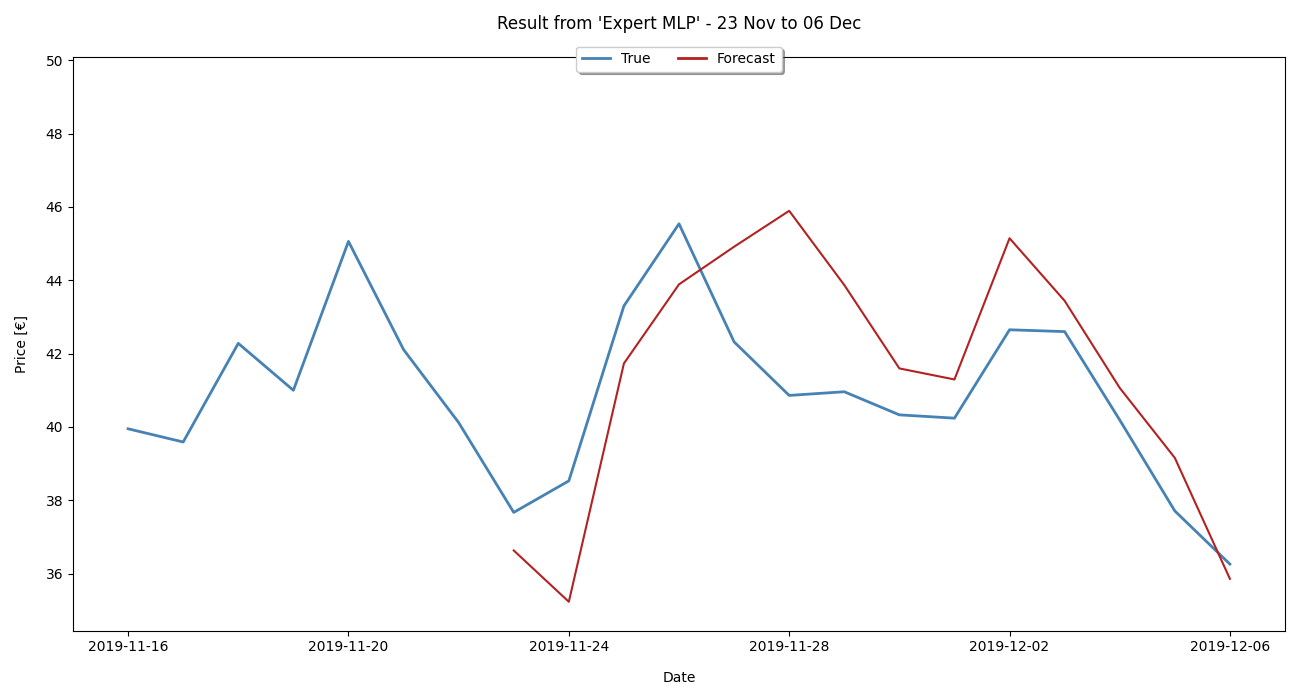 Result from 'Expert MLP' - 23 Nov to 06 Dec
True
Forecast
Price [€]
50
48
46
44
42
40
38
36
2019-11-16
2019-11-20
2019-11-24
2019-11-28
2019-12-02
2019-12-06
Date